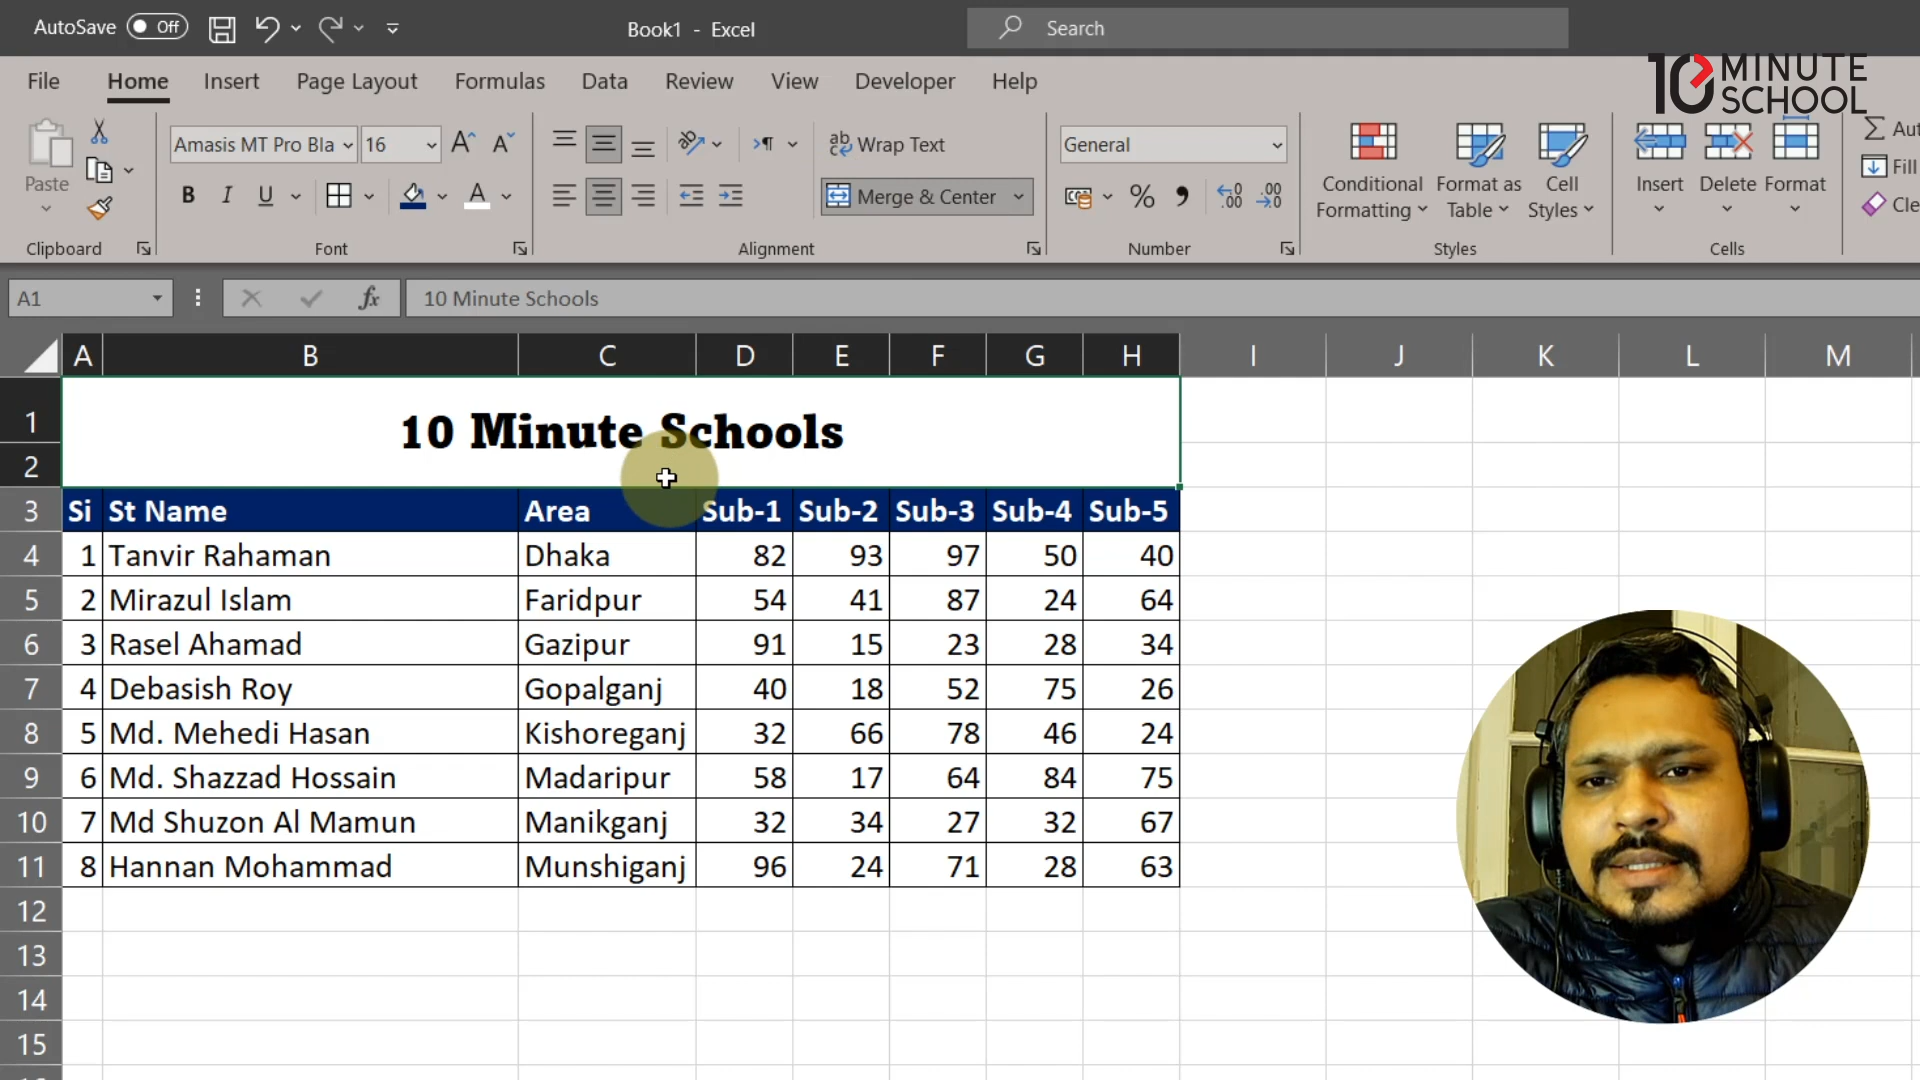 AutoSave Off Book1 - Excel Search
10 MINUTE SCHOOL
File Home Insert Page Layout Formulas Data Review View Developer Help
Paste
Amasis MT Pro Bla 16
B I U A
Wrap Text
Merge & Center
General
% ,
Conditional Formatting
Format as Table
Cell Styles
Insert Delete Format
Fill
Clipboard Font Alignment Number Styles Cells
A1 fx 10 Minute Schools
A B C D E F G H I J K L M
1 10 Minute Schools
2
3 Si St Name Area Sub-1 Sub-2 Sub-3 Sub-4 Sub-5
4 1 Tanvir Rahaman Dhaka 82 93 97 50 40
5 2 Mirazul Islam Faridpur 54 41 87 24 64
6 3 Rasel Ahamad Gazipur 91 15 23 28 34
7 4 Debasish Roy Gopalganj 40 18 52 75 26
8 5 Md. Mehedi Hasan Kishoreganj 32 66 78 46 24
9 6 Md. Shazzad Hossain Madaripur 58 17 64 84 75
10 7 Md Shuzon Al Mamun Manikganj 32 34 27 32 67
11 8 Hannan Mohammad Munshiganj 96 24 71 28 63
12
13
14
15